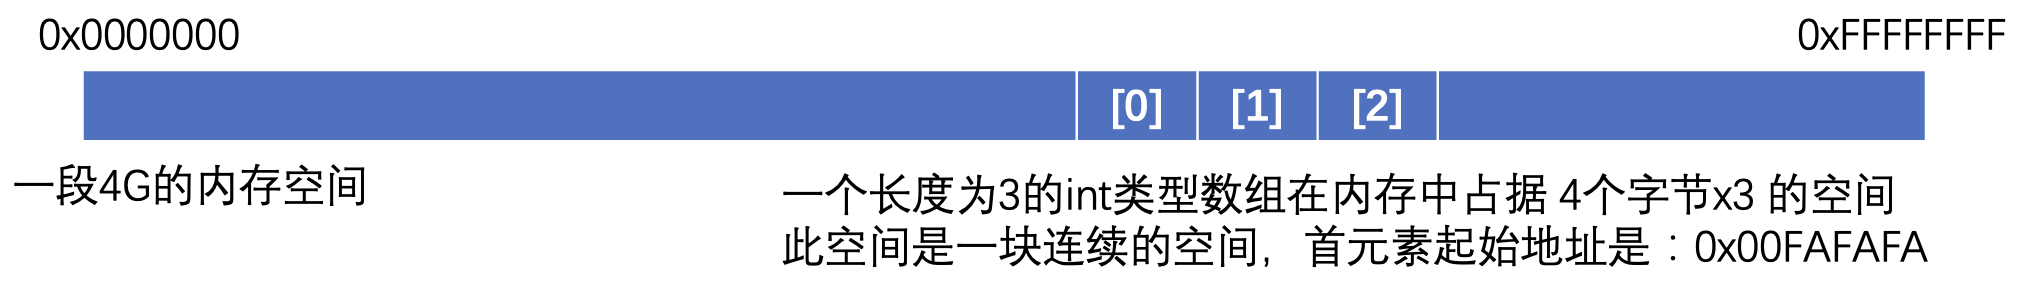 0x0000000
0xFFFFFFFF
[0] [1] [2]
一段4G的内存空间
一个长度为3的int类型数组在内存中占据 4个字节x3 的空间
此空间是一块连续的空间，首元素起始地址是：0x00FAFAFA